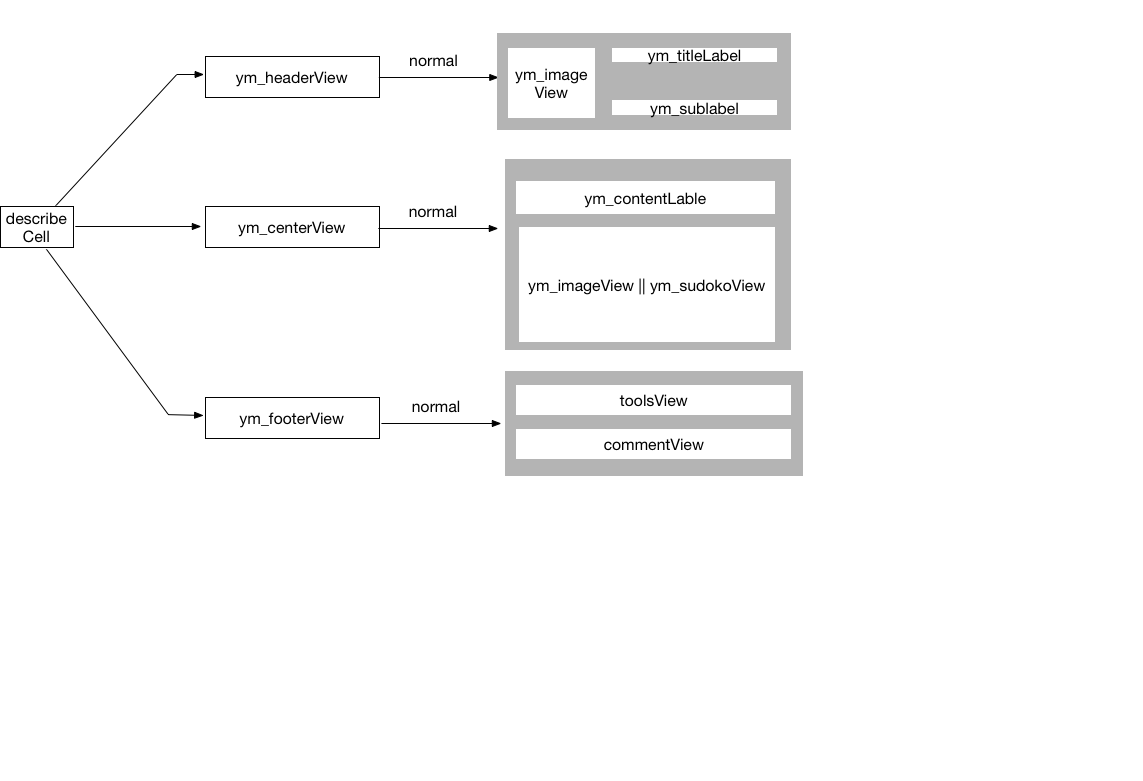 ym_headerView
normal
ym_image
View
ym_titleLabel
ym_sublabel
describe
Cell
ym_centerView
normal
ym_contentLable
ym_imageView || ym_sudokoView
ym_footerView
normal
toolsView
commentView